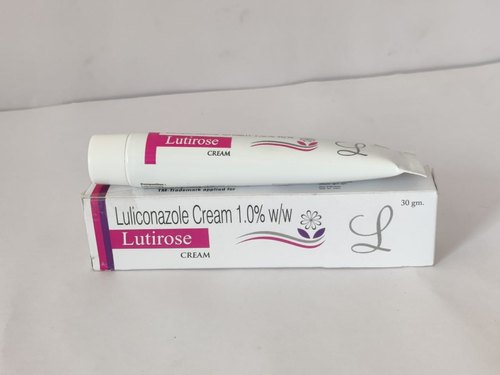 Lutirose
CREAM
L
TM-Trademark applied for
Luliconazole Cream 1.0% w/w
30 gm.
Lutirose
L
CREAM